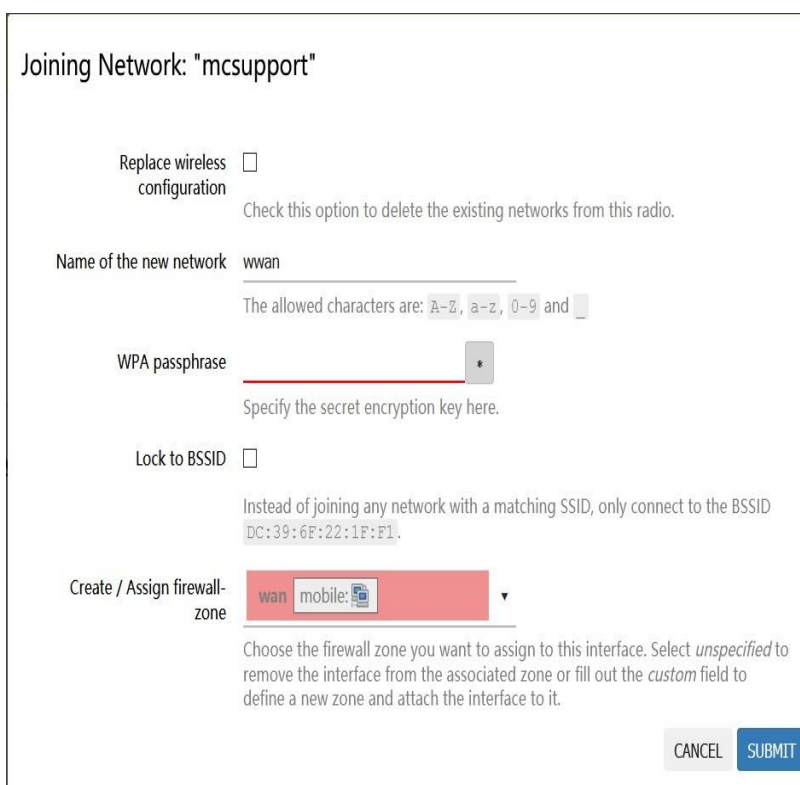 Joining Network: "mcsupport"
Replace wireless
configuration
Check this option to delete the existing networks from this radio.
Name of the new network wwan
The allowed characters are: A-Z, a-z, 0-9 and _
WPA passphrase *
Specify the secret encryption key here.
Lock to BSSID
Instead of joining any network with a matching SSID, only connect to the BSSID
DC:39:6F:22:1F:F1.
Create / Assign firewall-
zone
wan mobile:
Choose the firewall zone you want to assign to this interface. Select unspecified to
remove the interface from the associated zone or fill out the custom field to
define a new zone and attach the interface to it.
CANCEL SUBMIT